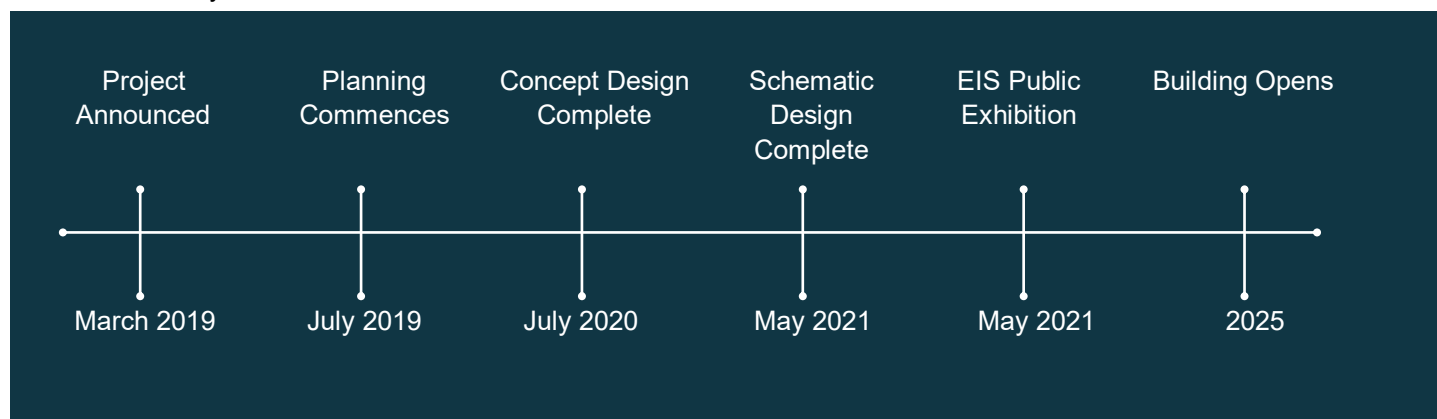 Project
Announced
Planning
Commences
Concept Design
Complete
Schematic
Design
Complete
EIS Public
Exhibition
Building Opens
March 2019
July 2019
July 2020
May 2021
May 2021
2025